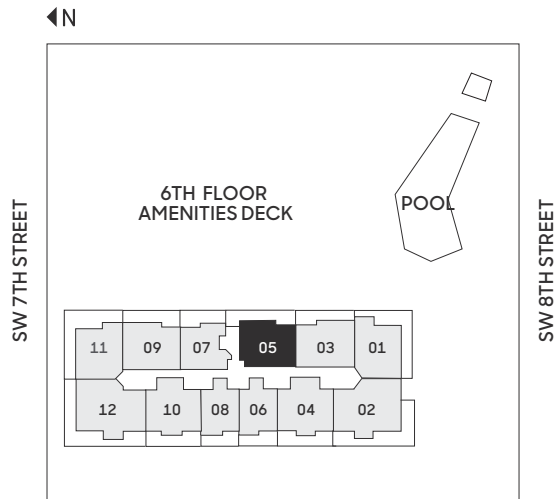 N
6TH FLOOR
AMENITIES DECK
POOL
SW 7TH STREET
SW 8TH STREET
11 09 07 05 03 01
12 10 08 06 04 02